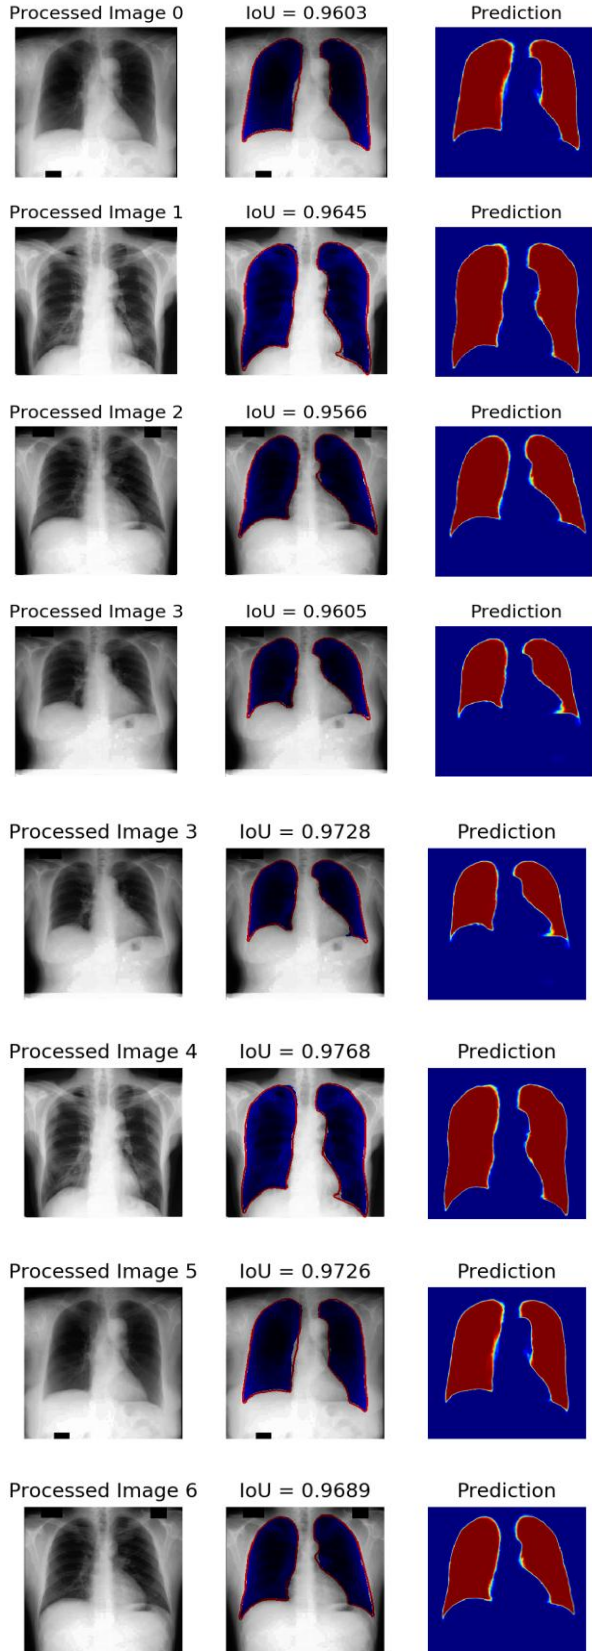 Processed Image 0 IoU = 0.9603 Prediction
Processed Image 1 IoU = 0.9645 Prediction
Processed Image 2 IoU = 0.9566 Prediction
Processed Image 3 IoU = 0.9605 Prediction
Processed Image 3 IoU = 0.9728 Prediction
Processed Image 4 IoU = 0.9768 Prediction
Processed Image 5 IoU = 0.9726 Prediction
Processed Image 6 IoU = 0.9689 Prediction